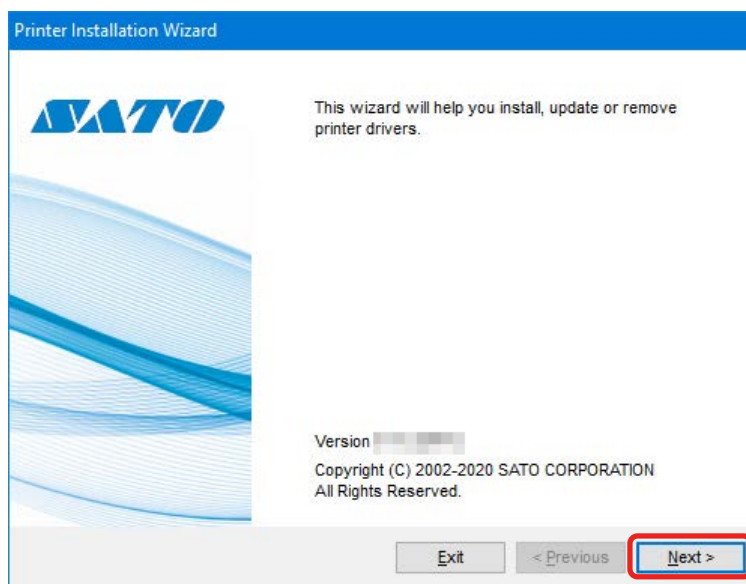 Printer Installation Wizard
SATO
This wizard will help you install, update or remove
printer drivers.
Version
Copyright (C) 2002-2020 SATO CORPORATION
All Rights Reserved.
Exit
< Previous
Next >